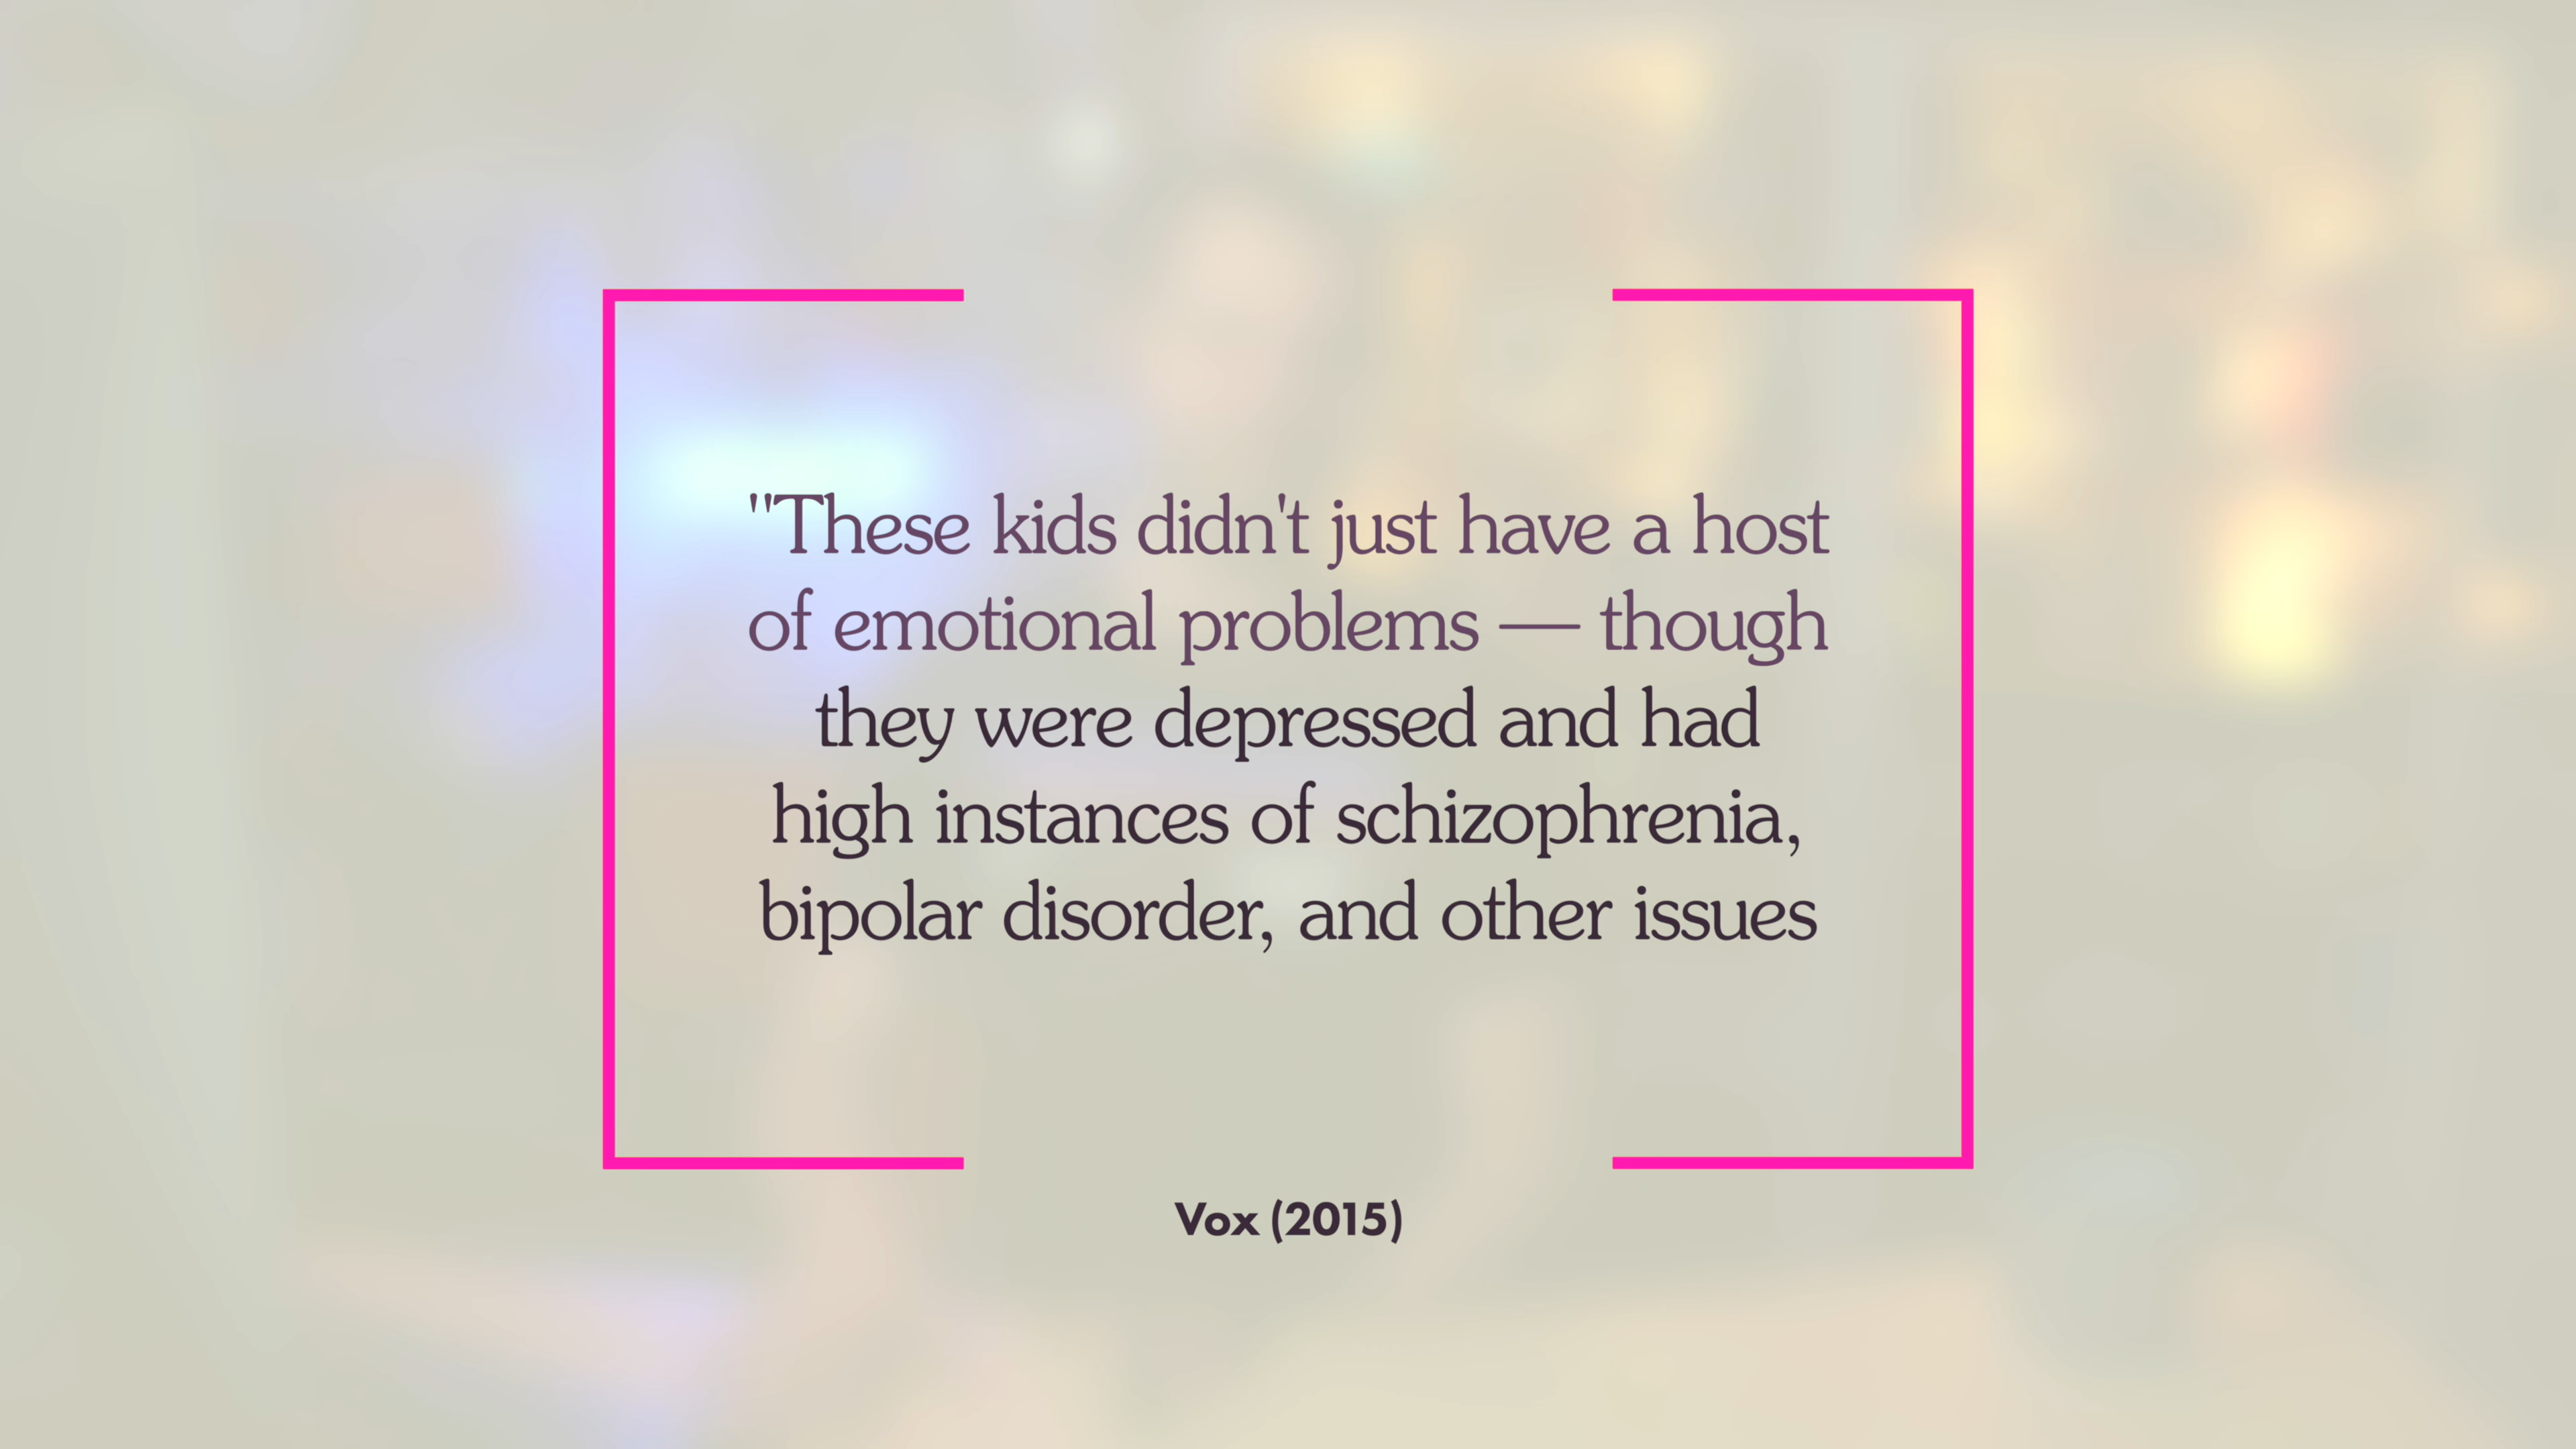 "These kids didn't just have a host
of emotional problems — though
they were depressed and had
high instances of schizophrenia,
bipolar disorder, and other issues
Vox (2015)